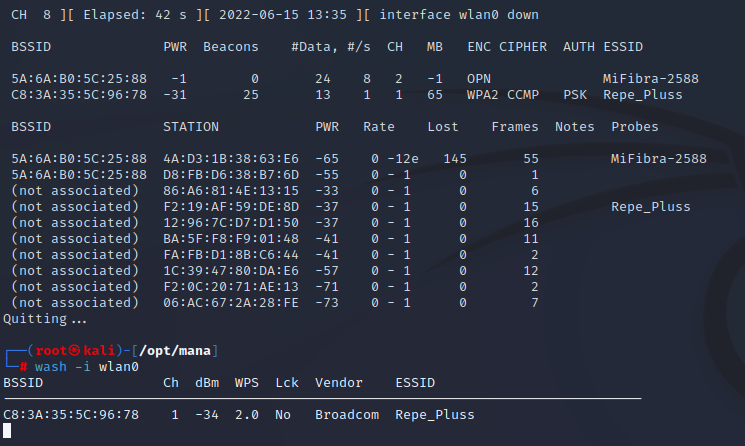 CH  8 ][ Elapsed: 42 s ][ 2022-06-15 13:35 ][ interface wlan0 down
BSSID              PWR  Beacons    #Data, #/s  CH   MB   ENC CIPHER  AUTH ESSID
5A:6A:B0:5C:25:88   -1        0       24    8   2   -1   OPN              MiFibra-2588
C8:3A:35:5C:96:78  -31       25       13    1   1   65   WPA2 CCMP   PSK  Repe_Pluss
BSSID              STATION            PWR   Rate    Lost    Frames  Notes  Probes
5A:6A:B0:5C:25:88  4A:D3:1B:38:63:E6  -65    0 -12e   145       55         MiFibra-2588
5A:6A:B0:5C:25:88  D8:FB:D6:38:B7:6D  -55    0 - 1      0        1
(not associated)   86:A6:81:4E:13:15  -33    0 - 1      0        6
(not associated)   F2:19:AF:59:DE:8D  -37    0 - 1      0       15         Repe_Pluss
(not associated)   12:96:7C:D7:D1:50  -37    0 - 1      0       16
(not associated)   BA:5F:F8:F9:01:48  -41    0 - 1      0       11
(not associated)   FA:FB:D1:8B:C6:44  -41    0 - 1      0        2
(not associated)   1C:39:47:80:DA:E6  -57    0 - 1      0       12
(not associated)   F2:0C:20:71:AE:13  -71    0 - 1      0        2
(not associated)   06:AC:67:2A:28:FE  -73    0 - 1      0        7
Quitting...
┌──(root㉿kali)-[/opt/mana]
└─# wash -i wlan0
BSSID               Ch  dBm  WPS  Lck  Vendor    ESSID
--------------------------------------------------------------------------------
C8:3A:35:5C:96:78    1  -34  2.0  No   Broadcom  Repe_Pluss